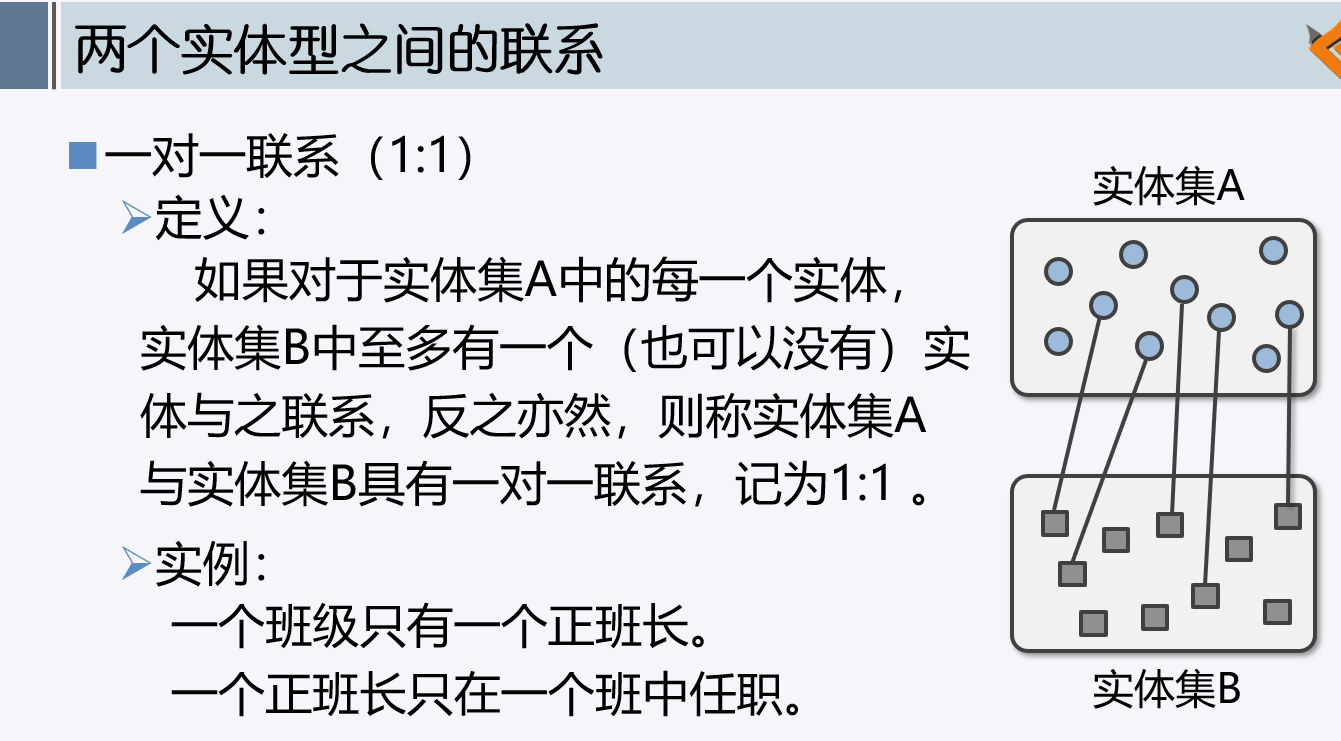 两个实体型之间的联系
一对一联系（1:1）
定义：
如果对于实体集A中的每一个实体，
实体集B中至多有一个（也可以没有）实
体与之联系，反之亦然，则称实体集A
与实体集B具有一对一联系，记为1:1 。
实例：
一个班级只有一个正班长。
一个正班长只在一个班中任职。
实体集A
实体集B